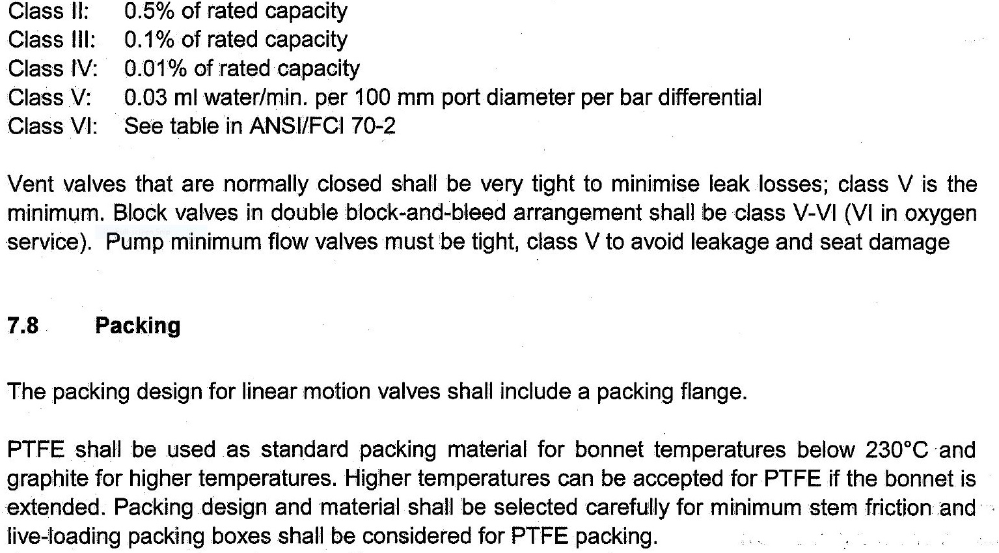 Class II: 0.5% of rated capacity
Class III: 0.1% of rated capacity
Class IV: 0.01% of rated capacity
Class V: 0.03 ml water/min. per 100 mm port diameter per bar differential
Class VI: See table in ANSI/FCI 70-2
Vent valves that are normally closed shall be very tight to minimise leak losses; class V is the
minimum. Block valves in double block-and-bleed arrangement shall be class V-VI (VI in oxygen
service). Pump minimum flow valves must be tight, class V to avoid leakage and seat damage
7.8 Packing
The packing design for linear motion valves shall include a packing flange.
PTFE shall be used as standard packing material for bonnet temperatures below 230°C and
graphite for higher temperatures. Higher temperatures can be accepted for PTFE if the bonnet is
extended. Packing design and material shall be selected carefully for minimum stem friction and
live-loading packing boxes shall be considered for PTFE packing.